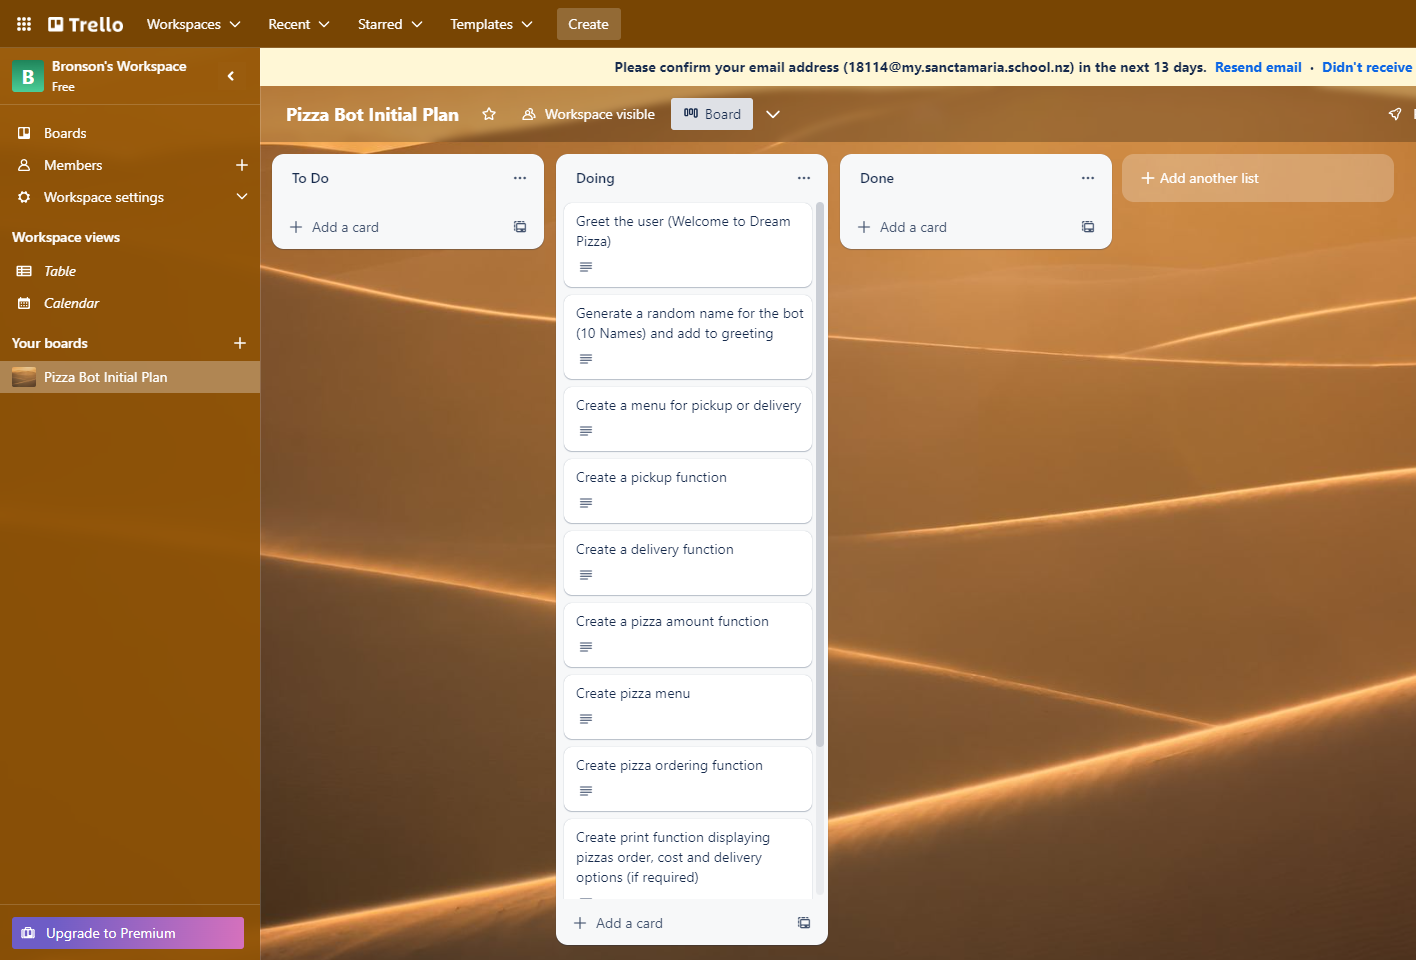 Trello
Workspaces
Recent
Starred
Templates
Create
B
Bronson's Workspace
Free
Please confirm your email address (18114@my.sanctamaria.school.nz) in the next 13 days. Resend email · Didn't receive
Pizza Bot Initial Plan
Workspace visible
Board
Boards
Members
Workspace settings
Workspace views
Table
Calendar
Your boards
Pizza Bot Initial Plan
Upgrade to Premium
To Do
Add a card
Doing
Greet the user (Welcome to Dream
Pizza)
Generate a random name for the bot
(10 Names) and add to greeting
Create a menu for pickup or delivery
Create a pickup function
Create a delivery function
Create a pizza amount function
Create pizza menu
Create pizza ordering function
Create print function displaying
pizzas order, cost and delivery
options (if required)
Add a card
Done
Add a card
Add another list